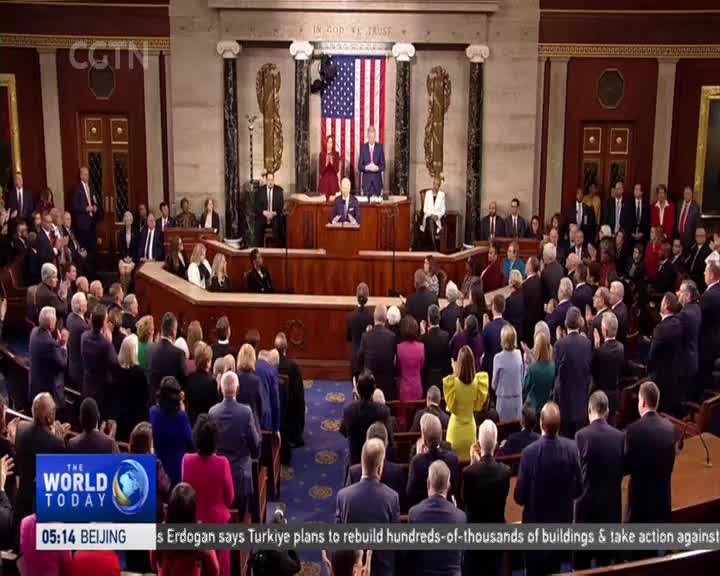 CGTN
IN GOD WE TRUST
THE
WORLD
TODAY
05:14 BEIJING
s Erdogan says Turkiye plans to rebuild hundreds-of-thousands of buildings & take action against